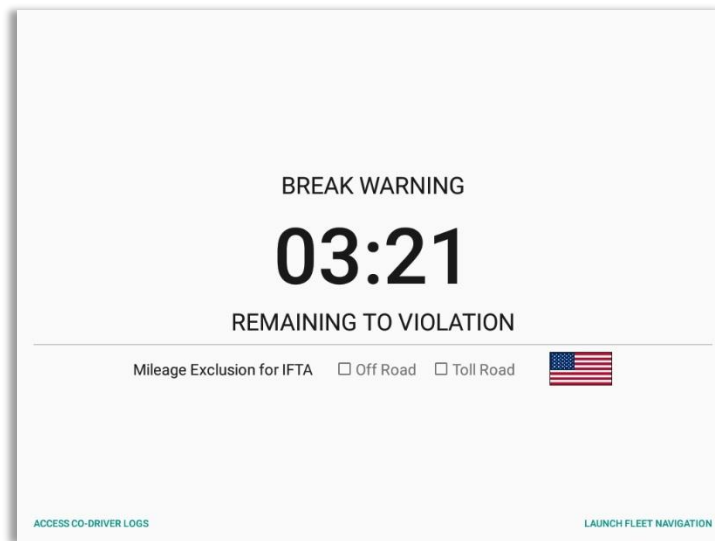 BREAK WARNING
03:21
REMAINING TO VIOLATION
Mileage Exclusion for IFTA Off Road Toll Road
ACCESS CO-DRIVER LOGS LAUNCH FLEET NAVIGATION